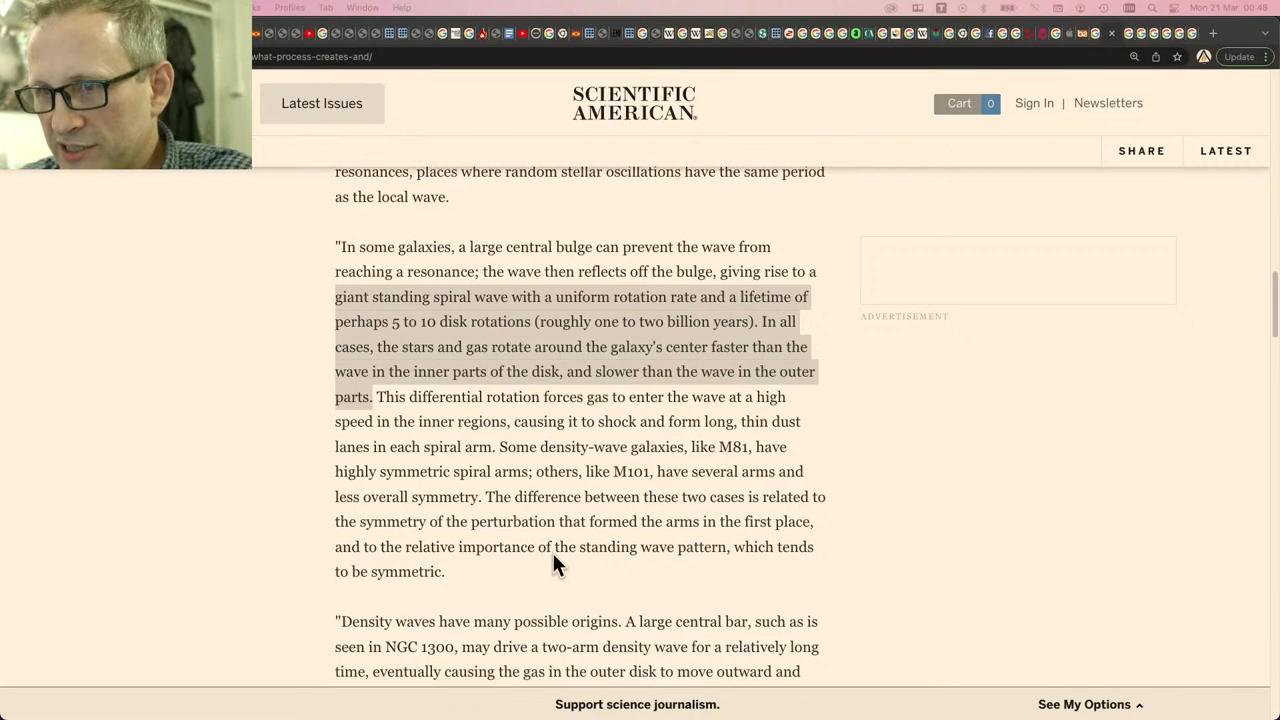 ks Profiles Tab Window Help
Mon 21 Mar 00:48
what-process-creates-and/
Update
Latest Issues
SCIENTIFIC
AMERICAN
Cart 0
Sign In | Newsletters
SHARE
LATEST
resonances, places where random stellar oscillations have the same period
as the local wave.
"In some galaxies, a large central bulge can prevent the wave from
reaching a resonance; the wave then reflects off the bulge, giving rise to a
giant standing spiral wave with a uniform rotation rate and a lifetime of
perhaps 5 to 10 disk rotations (roughly one to two billion years). In all
cases, the stars and gas rotate around the galaxy's center faster than the
wave in the inner parts of the disk, and slower than the wave in the outer
parts. This differential rotation forces gas to enter the wave at a high
speed in the inner regions, causing it to shock and form long, thin dust
lanes in each spiral arm. Some density-wave galaxies, like M81, have
highly symmetric spiral arms; others, like M101, have several arms and
less overall symmetry. The difference between these two cases is related to
the symmetry of the perturbation that formed the arms in the first place,
and to the relative importance of the standing wave pattern, which tends
to be symmetric.
"Density waves have many possible origins. A large central bar, such as is
seen in NGC 1300, may drive a two-arm density wave for a relatively long
time, eventually causing the gas in the outer disk to move outward and
ADVERTISEMENT
Support science journalism.
See My Options